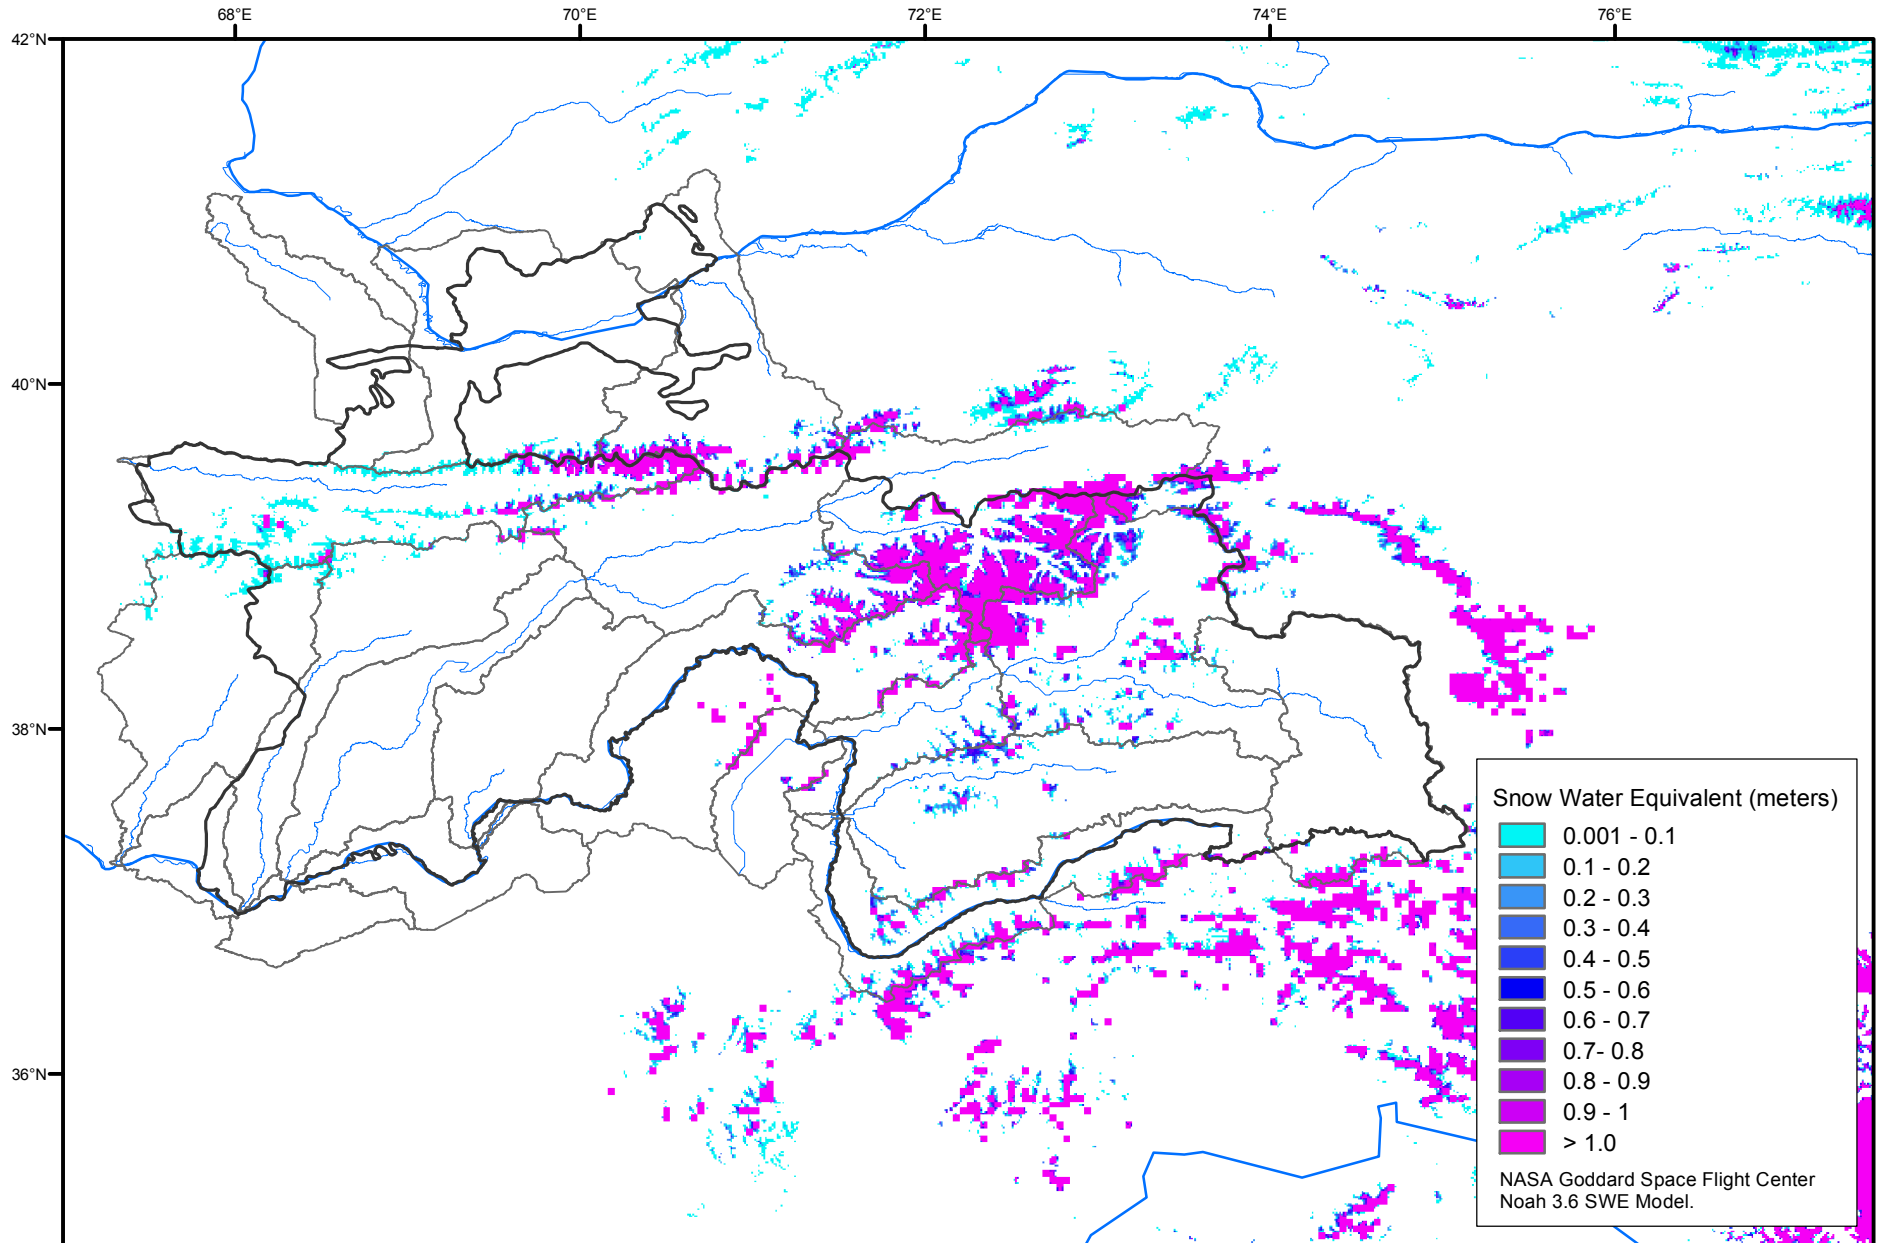 68°E
70°E
72°E
74°E
76°E
42°N
40°N
38°N
36°N
Snow Water Equivalent (meters)
0.001 - 0.1
0.1 - 0.2
0.2 - 0.3
0.3 - 0.4
0.4 - 0.5
0.5 - 0.6
0.6 - 0.7
0.7- 0.8
0.8 - 0.9
0.9 - 1
> 1.0
NASA Goddard Space Flight Center
Noah 3.6 SWE Model.